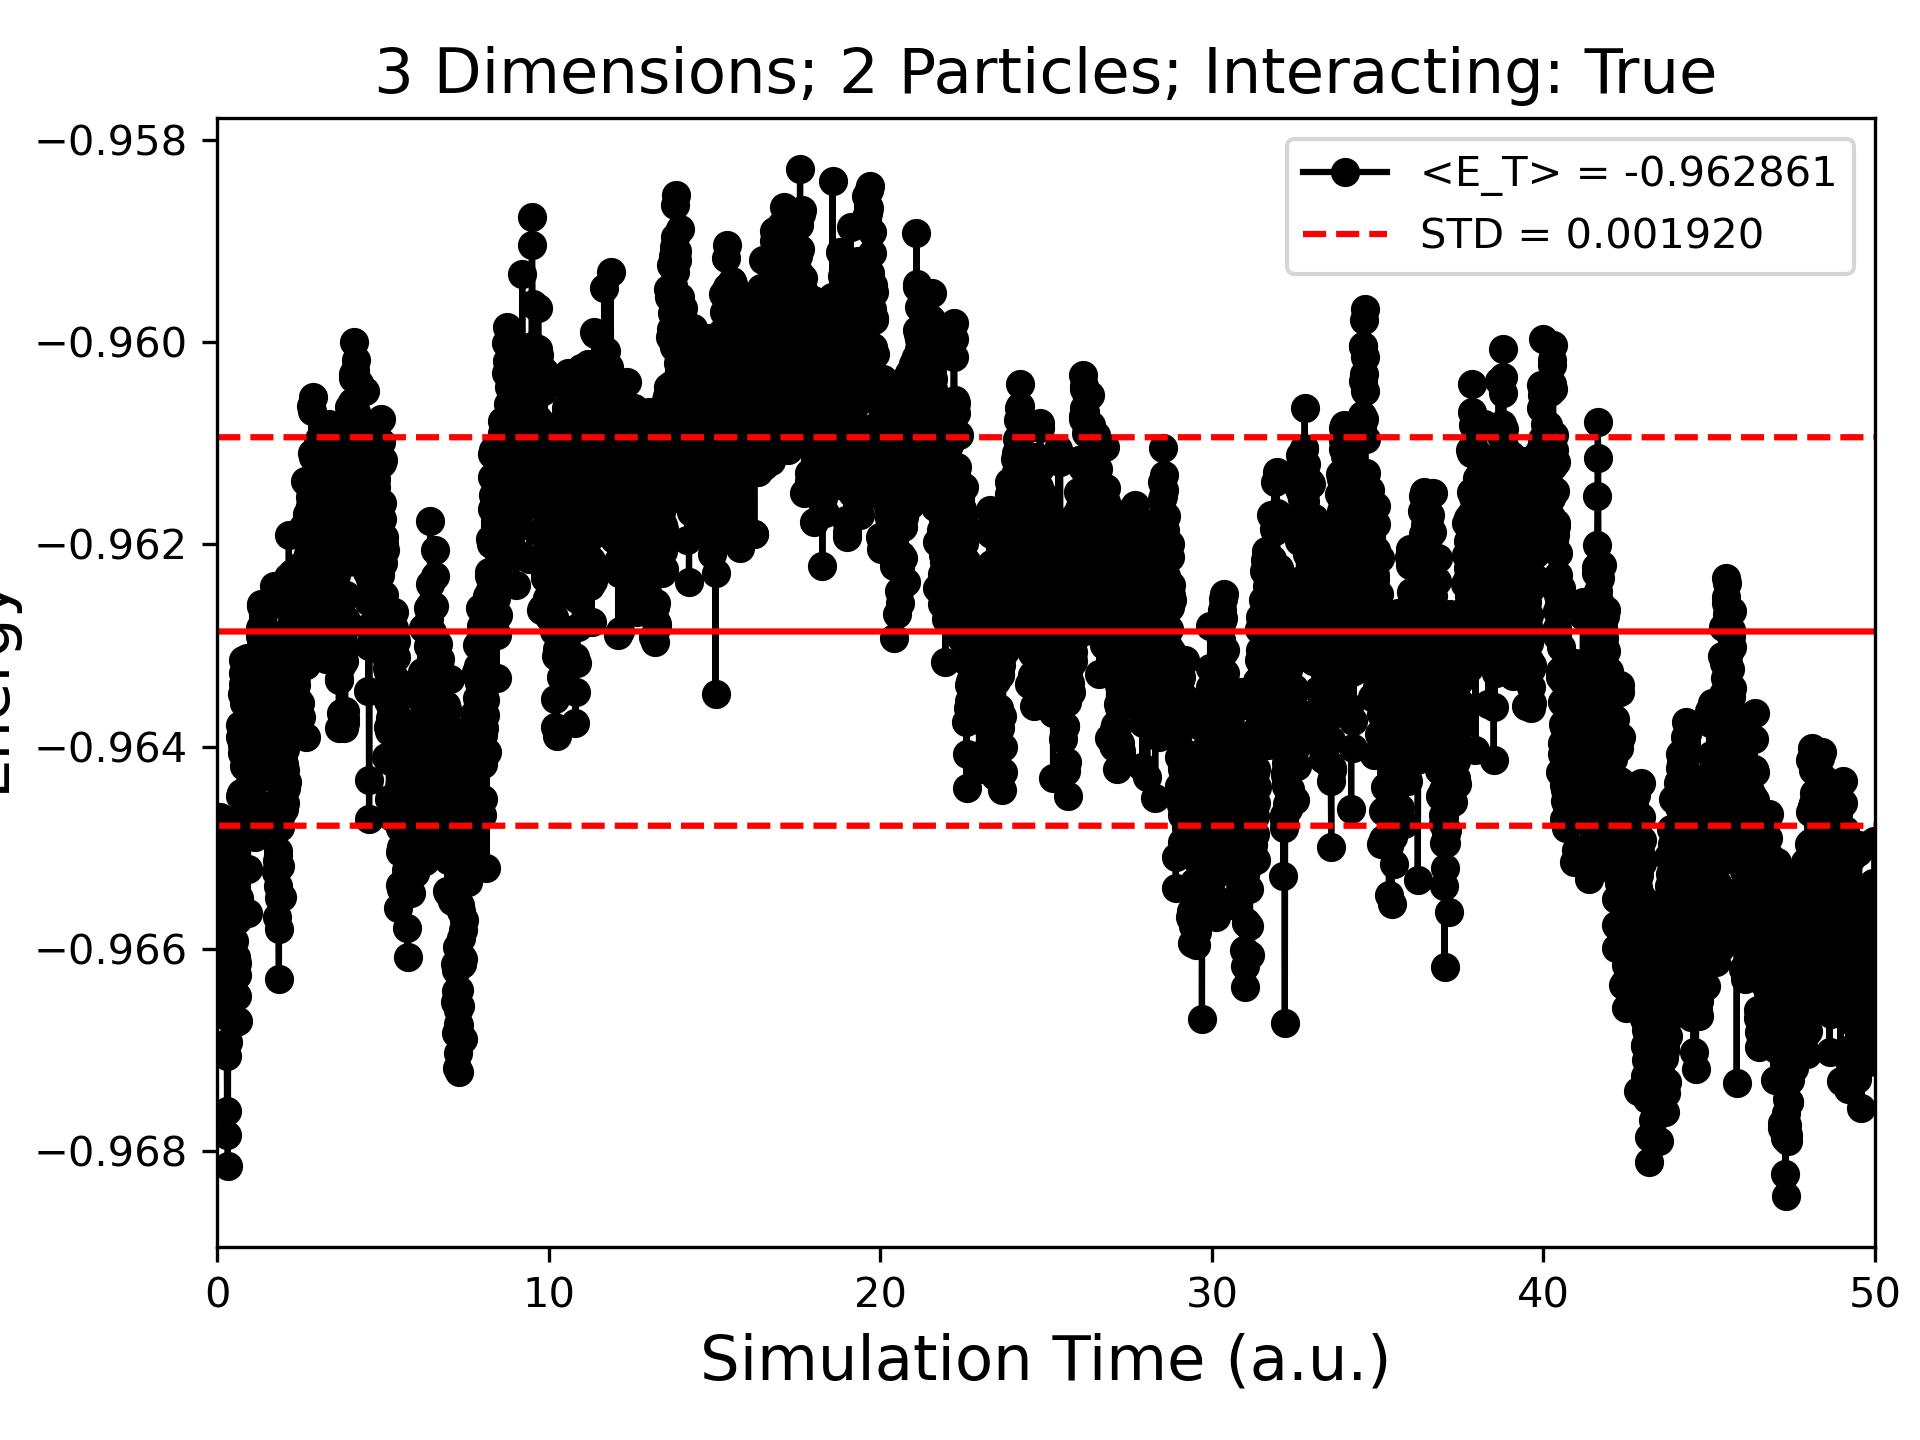 3 Dimensions; 2 Particles; Interacting: True
<E_T> = -0.962861
STD = 0.001920
−0.958
−0.960
−0.962
−0.964
−0.966
−0.968
Energy
0 10 20 30 40 50
Simulation Time (a.u.)